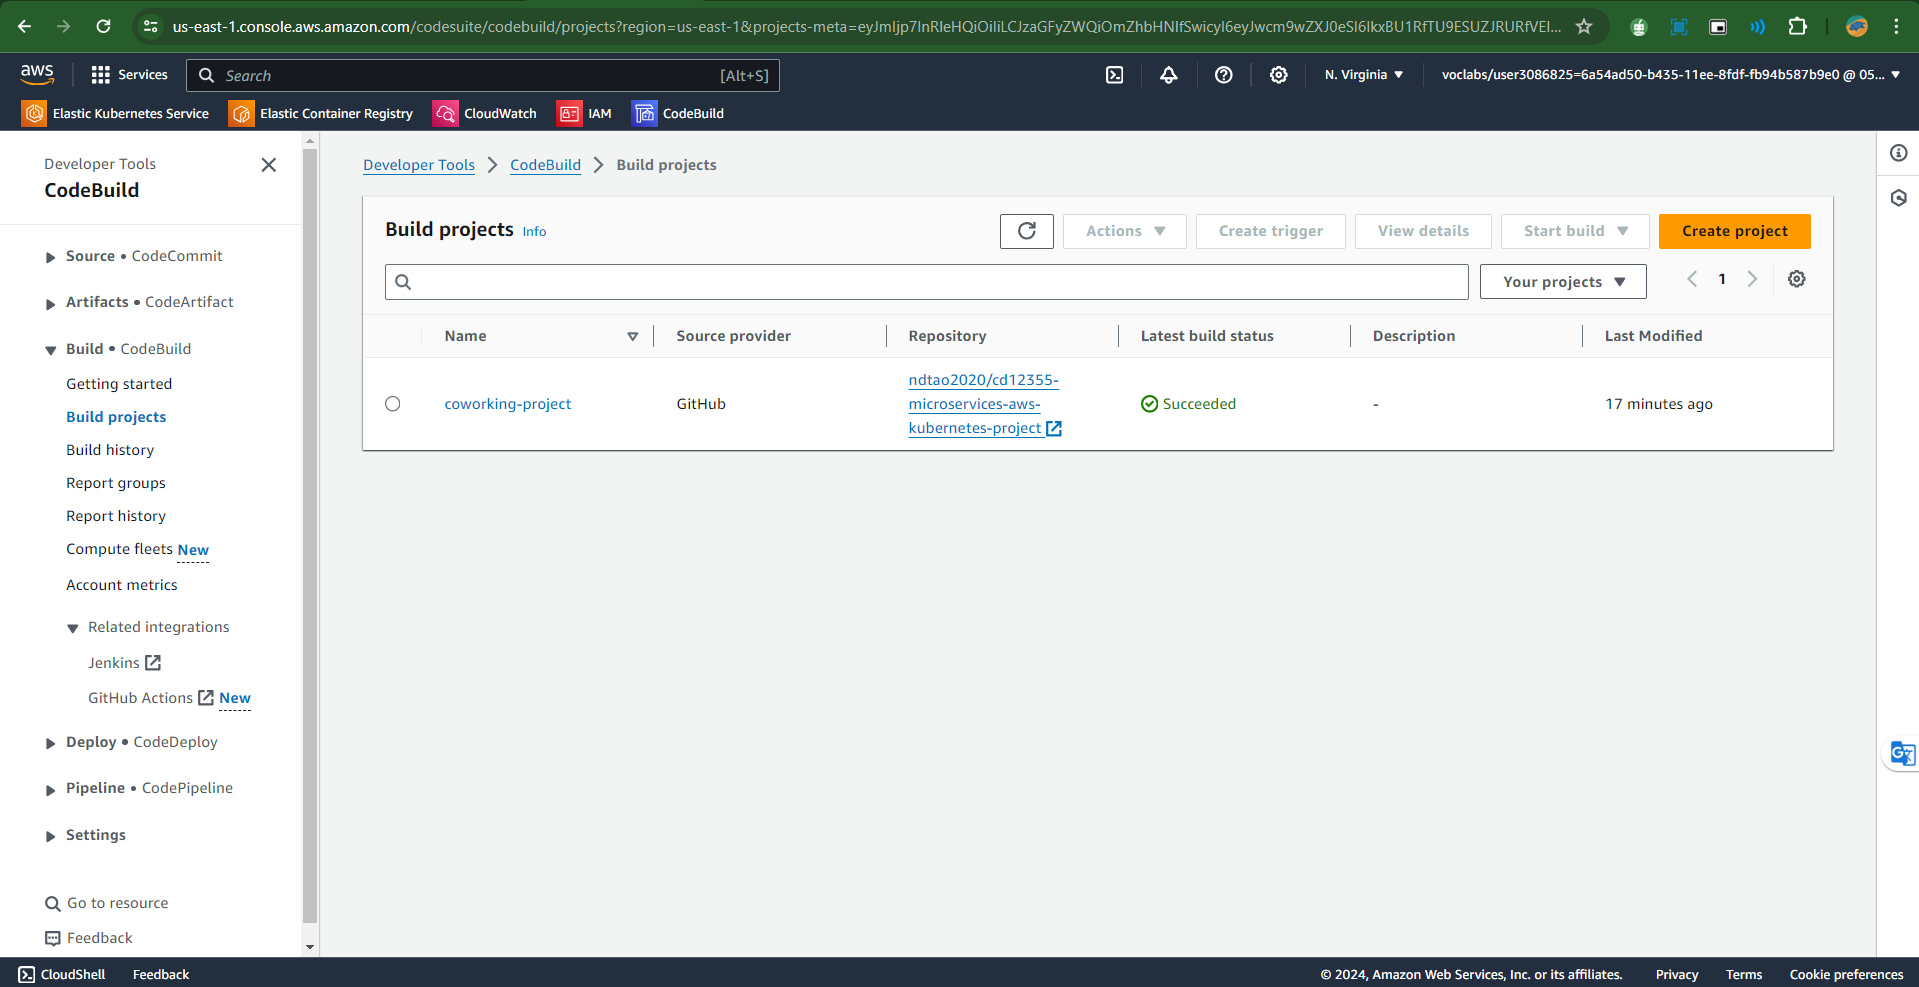 us-east-1.console.aws.amazon.com/codesuite/codebuild/projects?region=us-east-1&projects-meta=
aws
Services
Search
[Alt+S]
N. Virginia
voclabs/user3086825=6a54ad50-b435-11ee-8fdf-fb94b587b9e0 @ 05...
Elastic Kubernetes Service
Elastic Container Registry
CloudWatch
IAM
CodeBuild
Developer Tools
CodeBuild
Source • CodeCommit
Artifacts • CodeArtifact
Build • CodeBuild
Getting started
Build projects
Build history
Report groups
Report history
Compute fleets New
Account metrics
Related integrations
Jenkins
GitHub Actions New
Deploy • CodeDeploy
Pipeline • CodePipeline
Settings
Go to resource
Feedback
Developer Tools
CodeBuild
Build projects
Build projects Info
Actions
Create trigger
View details
Start build
Create project
Your projects
1
Name
Source provider
Repository
Latest build status
Description
Last Modified
coworking-project
GitHub
ndtao2020/cd12355-
microservices-aws-
kubernetes-project
Succeeded
-
17 minutes ago
CloudShell
Feedback
© 2024, Amazon Web Services, Inc. or its affiliates.
Privacy
Terms
Cookie preferences